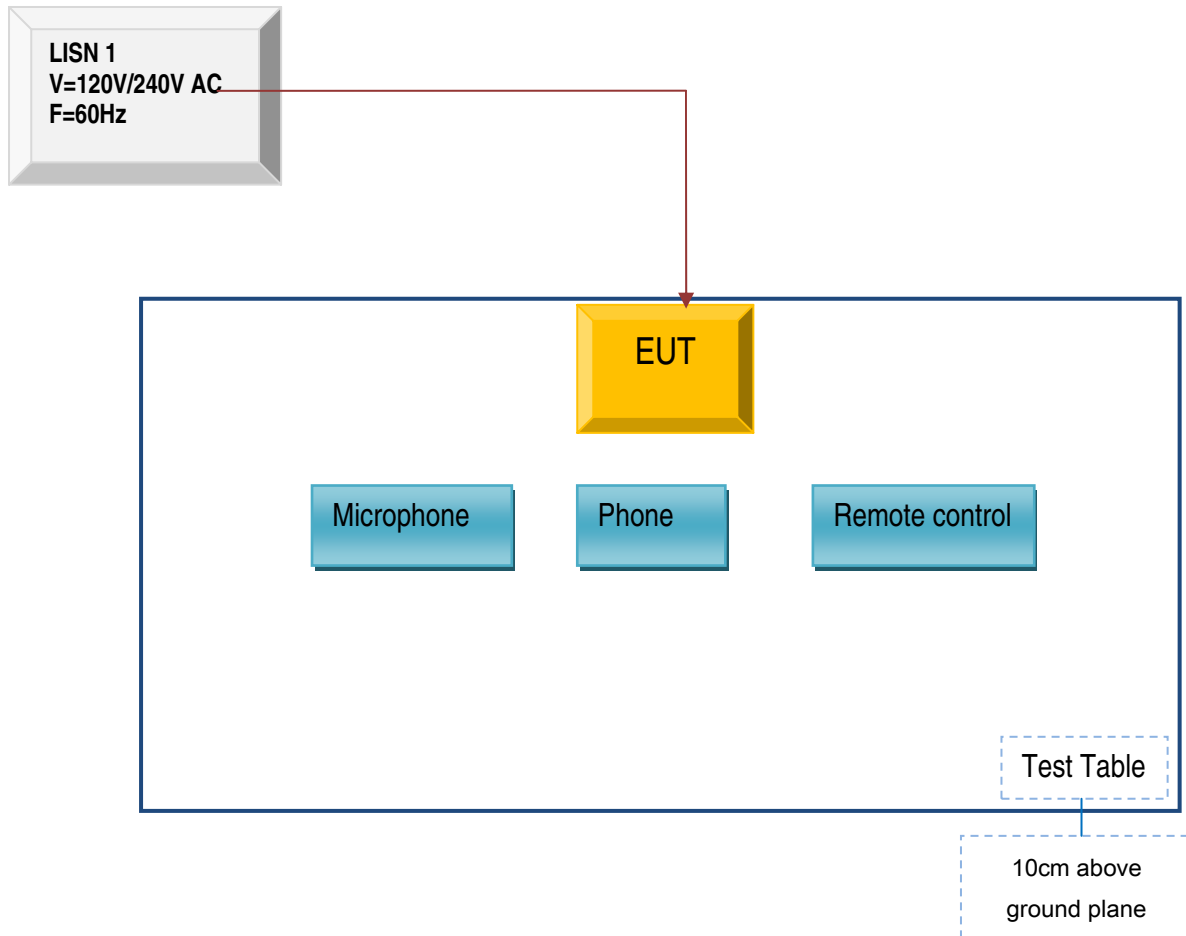 LISN 1
V=120V/240V AC
F=60Hz
EUT
Microphone
Phone
Remote control
Test Table
10cm above
ground plane